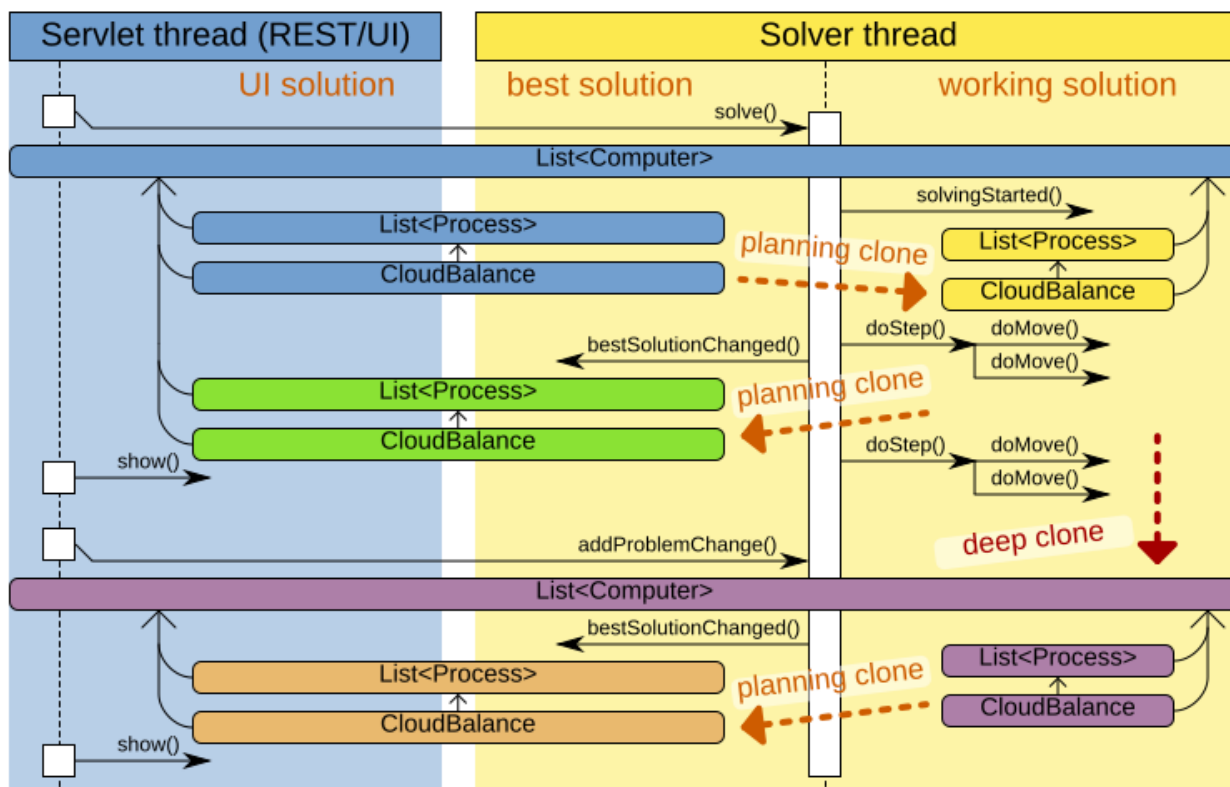 Servlet thread (REST/UI)
Solver thread
UI solution
best solution
working solution
solve()
List<Computer>
solvingStarted()
List<Process>
planning clone
List<Process>
CloudBalance
CloudBalance
doStep()
doMove()
bestSolutionChanged()
doMove()
List<Process>
planning clone
CloudBalance
doStep()
doMove()
show()
doMove()
addProblemChange()
deep clone
List<Computer>
bestSolutionChanged()
List<Process>
planning clone
List<Process>
CloudBalance
CloudBalance
show()